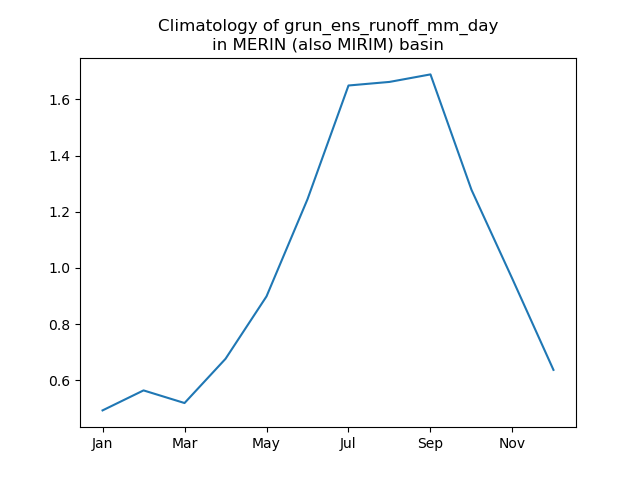 Climatology of grun_ens_runoff_mm_day
in MERIN (also MIRIM) basin
1.6
1.4
1.2
1.0
0.8
0.6
Jan Mar May Jul Sep Nov